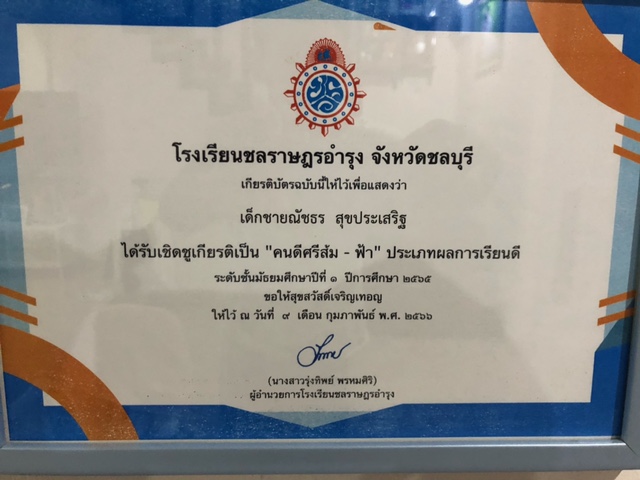 โรงเรียนชลราษฎรอำรุง จังหวัดชลบุรี
เกียรติบัตรฉบับนี้ให้ไว้เพื่อแสดงว่า
เด็กชายณัชธร สุขประเสริฐ
ได้รับเชิดชูเกียรติเป็น "คนดีศรีส้ม - ฟ้า" ประเภทผลการเรียนดี
ระดับชั้นมัธยมศึกษาปีที่ ๑ ปีการศึกษา ๒๕๖๕
ขอให้สุขสวัสดิ์เจริญเทอญ
ให้ไว้ ณ วันที่ ๙ เดือน กุมภาพันธ์ พ.ศ. ๒๕๖๖
(นางสาวรุ่งทิพย์ พรหมศิริ)
ผู้อำนวยการโรงเรียนชลราษฎรอำรุง